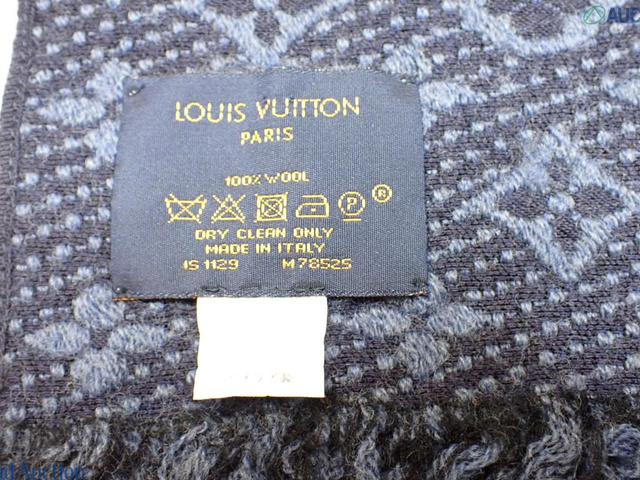 LOUIS VUITTON
PARIS
100% WOOL
P ®
DRY CLEAN ONLY
MADE IN ITALY
IS 1129 M78525